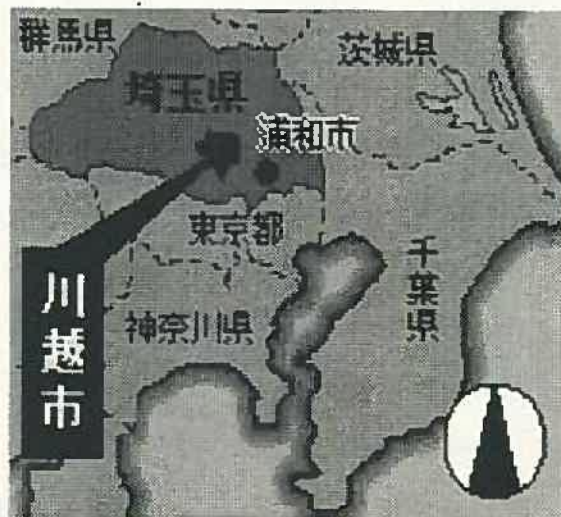 群馬県
茨城県
埼玉県
浦和市
東京都
千葉県
神奈川県
川越市